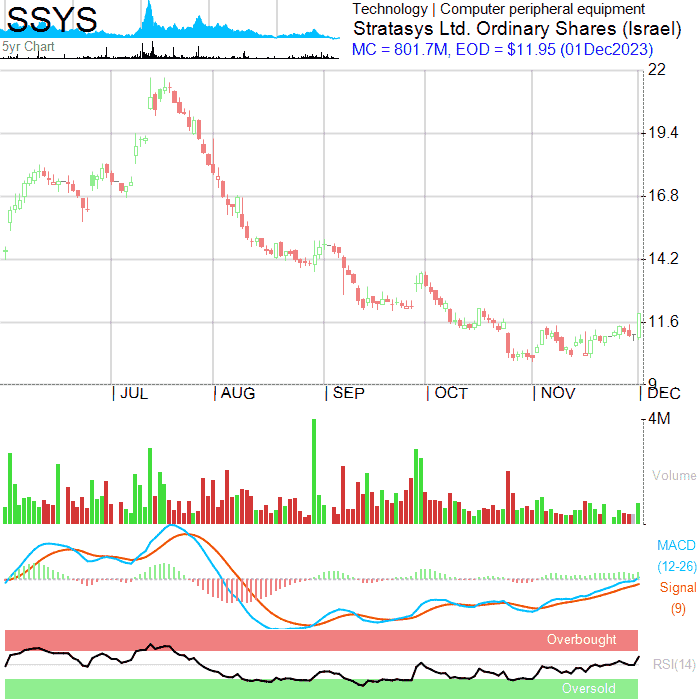 SSYS
5yr Chart
Technology | Computer peripheral equipment
Stratasys Ltd. Ordinary Shares (Israel)
MC = 801.7M, EOD = $11.95 (01Dec2023)
22
19.4
16.8
14.2
11.6
9
JUL AUG SEP OCT NOV DEC
4M
Volume
MACD
(12-26)
Signal
(9)
Overbought
RSI(14)
Oversold